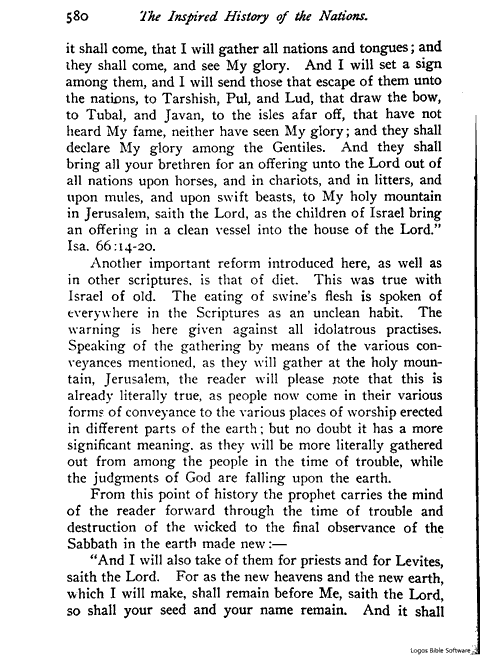 580 The Inspired History of the Nations.
it shall come, that I will gather all nations and tongues; and
they shall come, and see My glory. And I will set a sign
among them, and I will send those that escape of them unto
the nations, to Tarshish, Pul, and Lud, that draw the bow,
to Tubal, and Javan, to the isles afar off, that have not
heard My fame, neither have seen My glory; and they shall
declare My glory among the Gentiles. And they shall
bring all your brethren for an offering unto the Lord out of
all nations upon horses, and in chariots, and in litters, and
upon mules, and upon swift beasts, to My holy mountain
in Jerusalem, saith the Lord, as the children of Israel bring
an offering in a clean vessel into the house of the Lord."
Isa. 66:14-20.
Another important reform introduced here, as well as
in other scriptures, is that of diet. This was true with
Israel of old. The eating of swine's flesh is spoken of
everywhere in the Scriptures as an unclean habit. The
warning is here given against all idolatrous practises.
Speaking of the gathering by means of the various con-
veyances mentioned, as they will gather at the holy moun-
tain, Jerusalem, the reader will please note that this is
already literally true, as people now come in their various
forms of conveyance to the various places of worship erected
in different parts of the earth; but no doubt it has a more
significant meaning, as they will be more literally gathered
out from among the people in the time of trouble, while
the judgments of God are falling upon the earth.
From this point of history the prophet carries the mind
of the reader forward through the time of trouble and
destruction of the wicked to the final observance of the
Sabbath in the earth made new:—
"And I will also take of them for priests and for Levites,
saith the Lord. For as the new heavens and the new earth,
which I will make, shall remain before Me, saith the Lord,
so shall your seed and your name remain. And it shall
Logos Bible Software